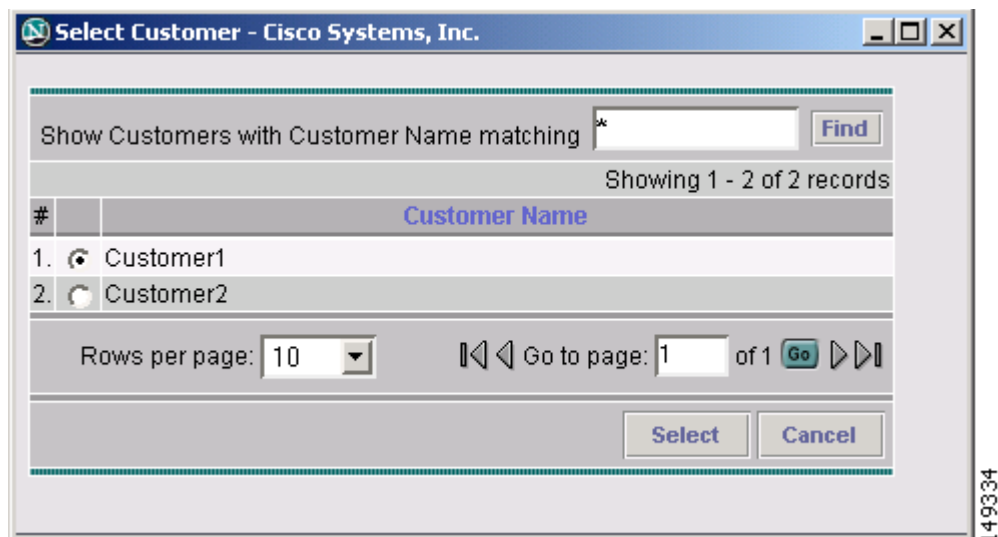 Select Customer - Cisco Systems, Inc.
Show Customers with Customer Name matching * Find
Showing 1 - 2 of 2 records
# Customer Name
1. Customer1
2. Customer2
Rows per page: 10 Go to page: 1 of 1 Go
Select Cancel
149334